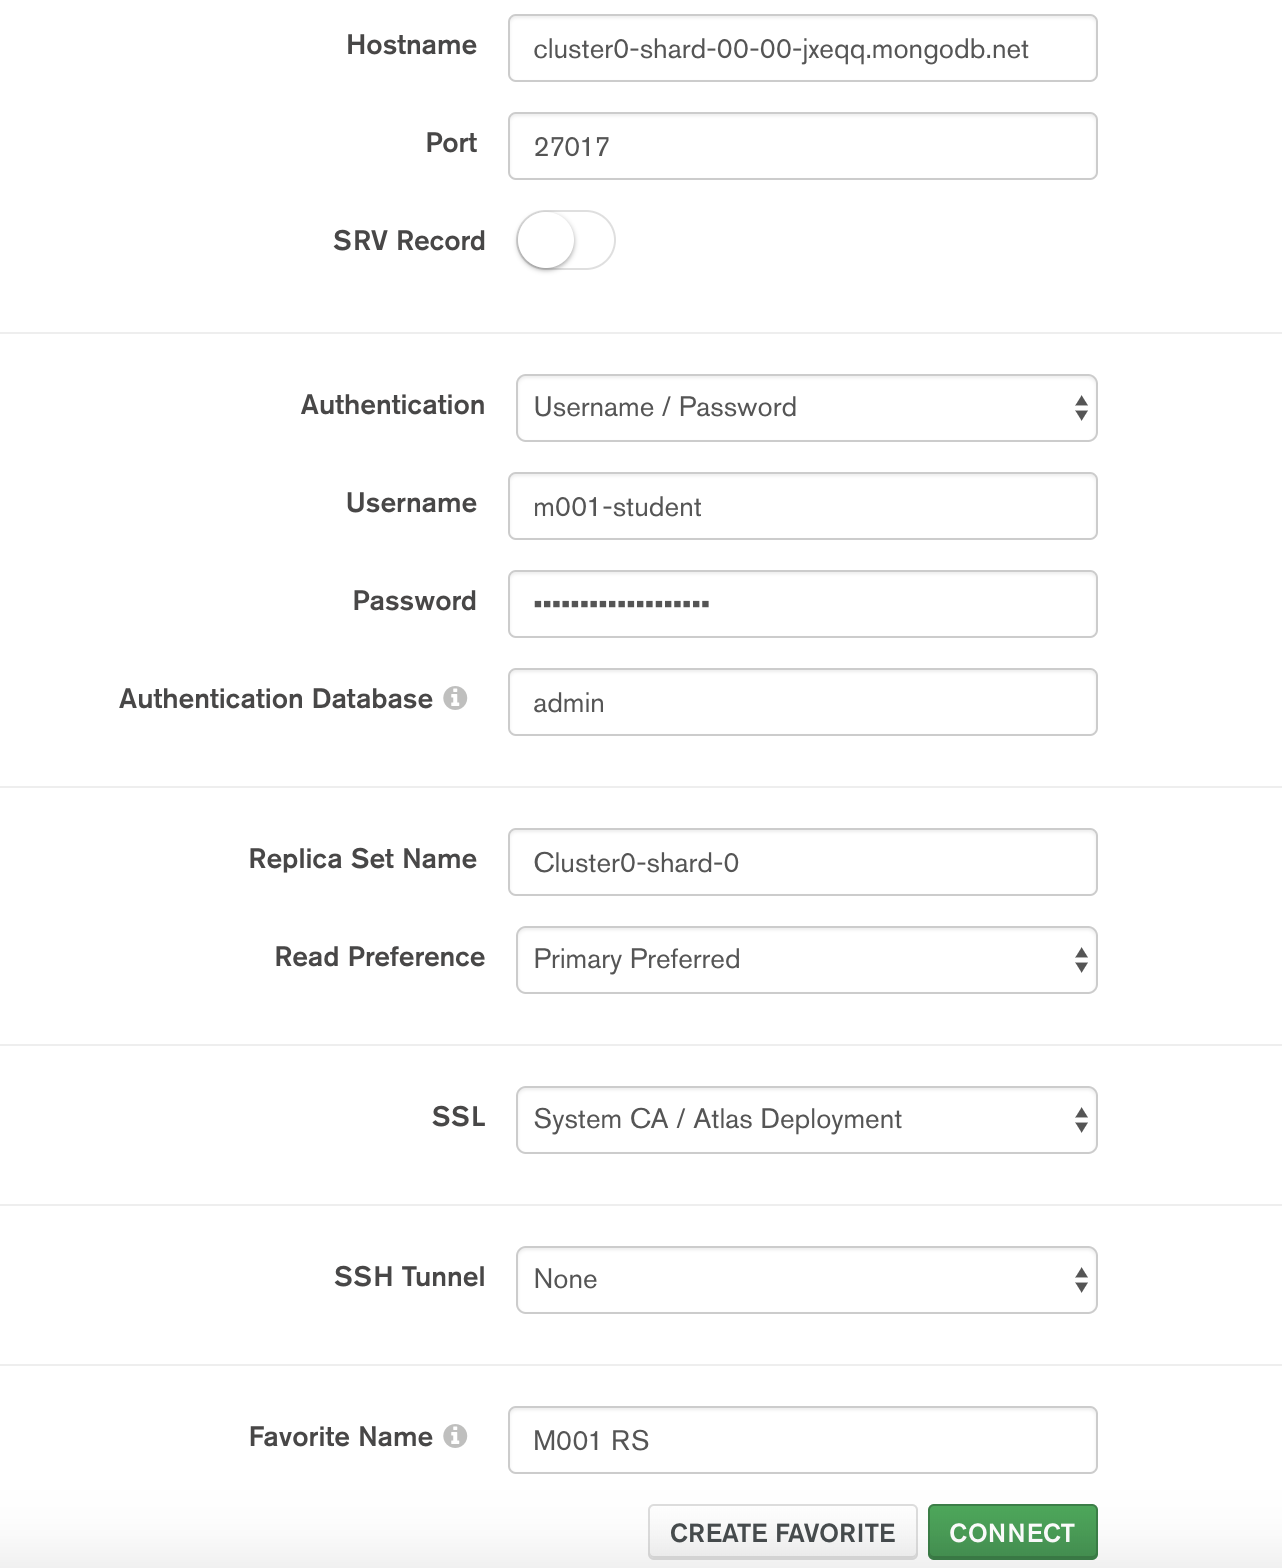 Hostname cluster0-shard-00-00-jxeqq.mongodb.net
Port 27017
SRV Record
Authentication Username / Password
Username m001-student
Password ▪▪▪▪▪▪▪▪▪▪▪▪▪▪▪▪▪▪▪
Authentication Database admin
Replica Set Name Cluster0-shard-0
Read Preference Primary Preferred
SSL System CA / Atlas Deployment
SSH Tunnel None
Favorite Name M001 RS
CREATE FAVORITE CONNECT